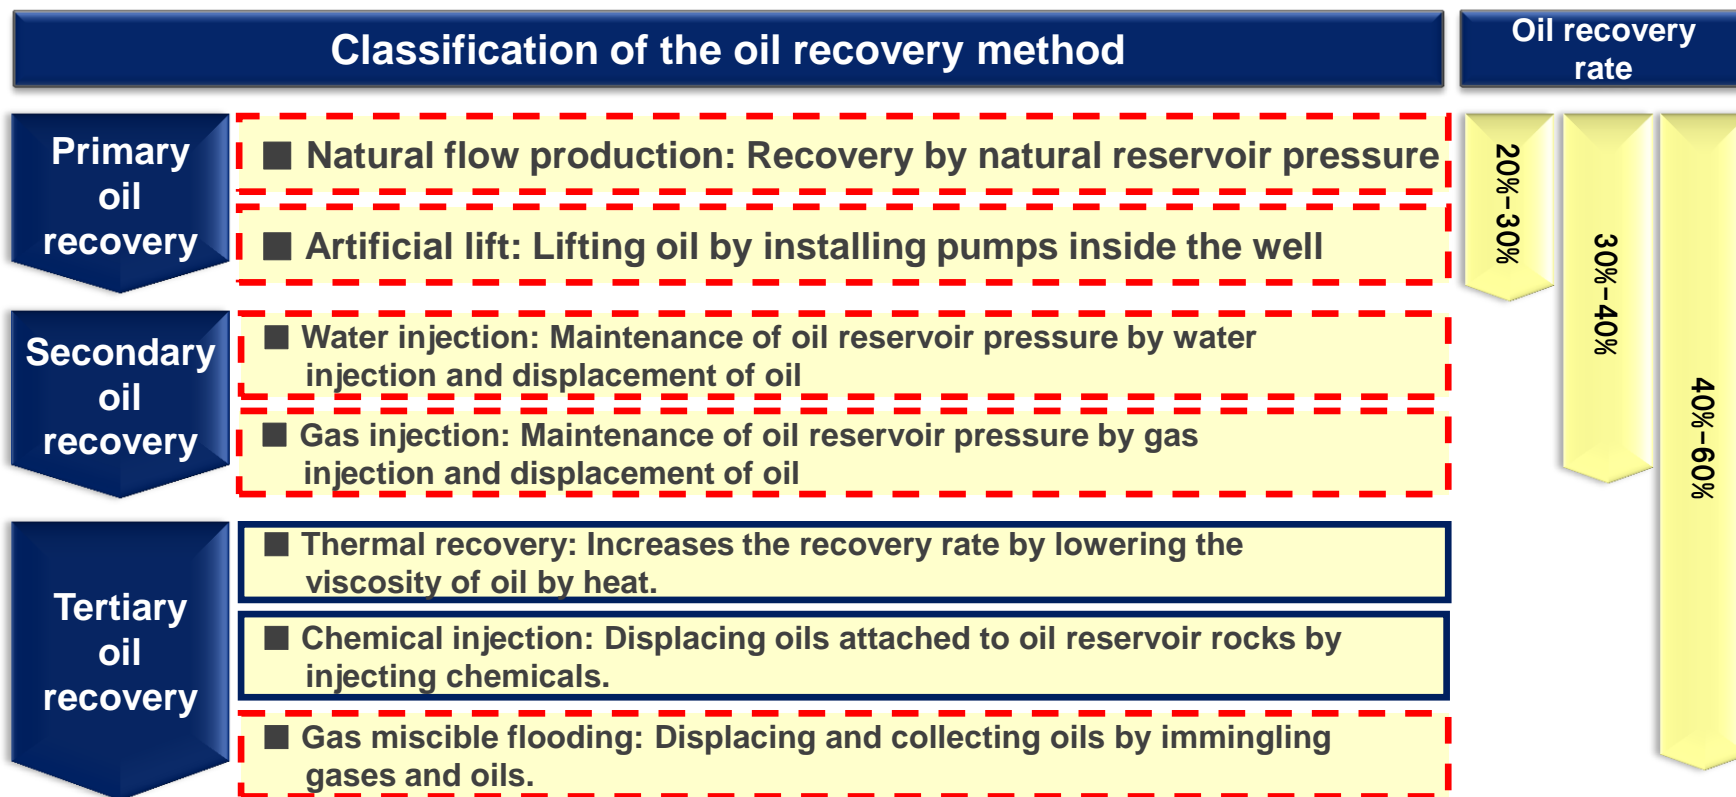 Classification of the oil recovery method
Oil recovery
rate
Primary
oil
recovery
■ Natural flow production: Recovery by natural reservoir pressure
■ Artificial lift: Lifting oil by installing pumps inside the well
20%-30%
30%-40%
40%-60%
Secondary
oil
recovery
■ Water injection: Maintenance of oil reservoir pressure by water
injection and displacement of oil
■ Gas injection: Maintenance of oil reservoir pressure by gas
injection and displacement of oil
Tertiary
oil
recovery
■ Thermal recovery: Increases the recovery rate by lowering the
viscosity of oil by heat.
■ Chemical injection: Displacing oils attached to oil reservoir rocks by
injecting chemicals.
■ Gas miscible flooding: Displacing and collecting oils by immingling
gases and oils.